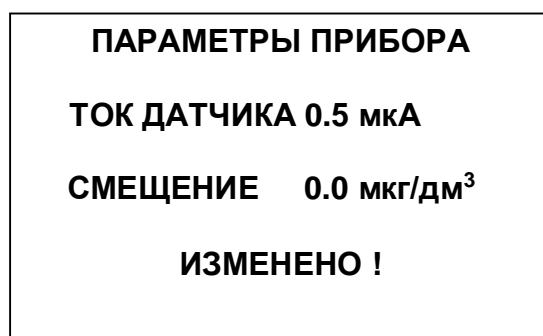 ПАРАМЕТРЫ ПРИБОРА
ТОК ДАТЧИКА 0.5 мкА
СМЕЩЕНИЕ 0.0 мкг/дм³
ИЗМЕНЕНО !